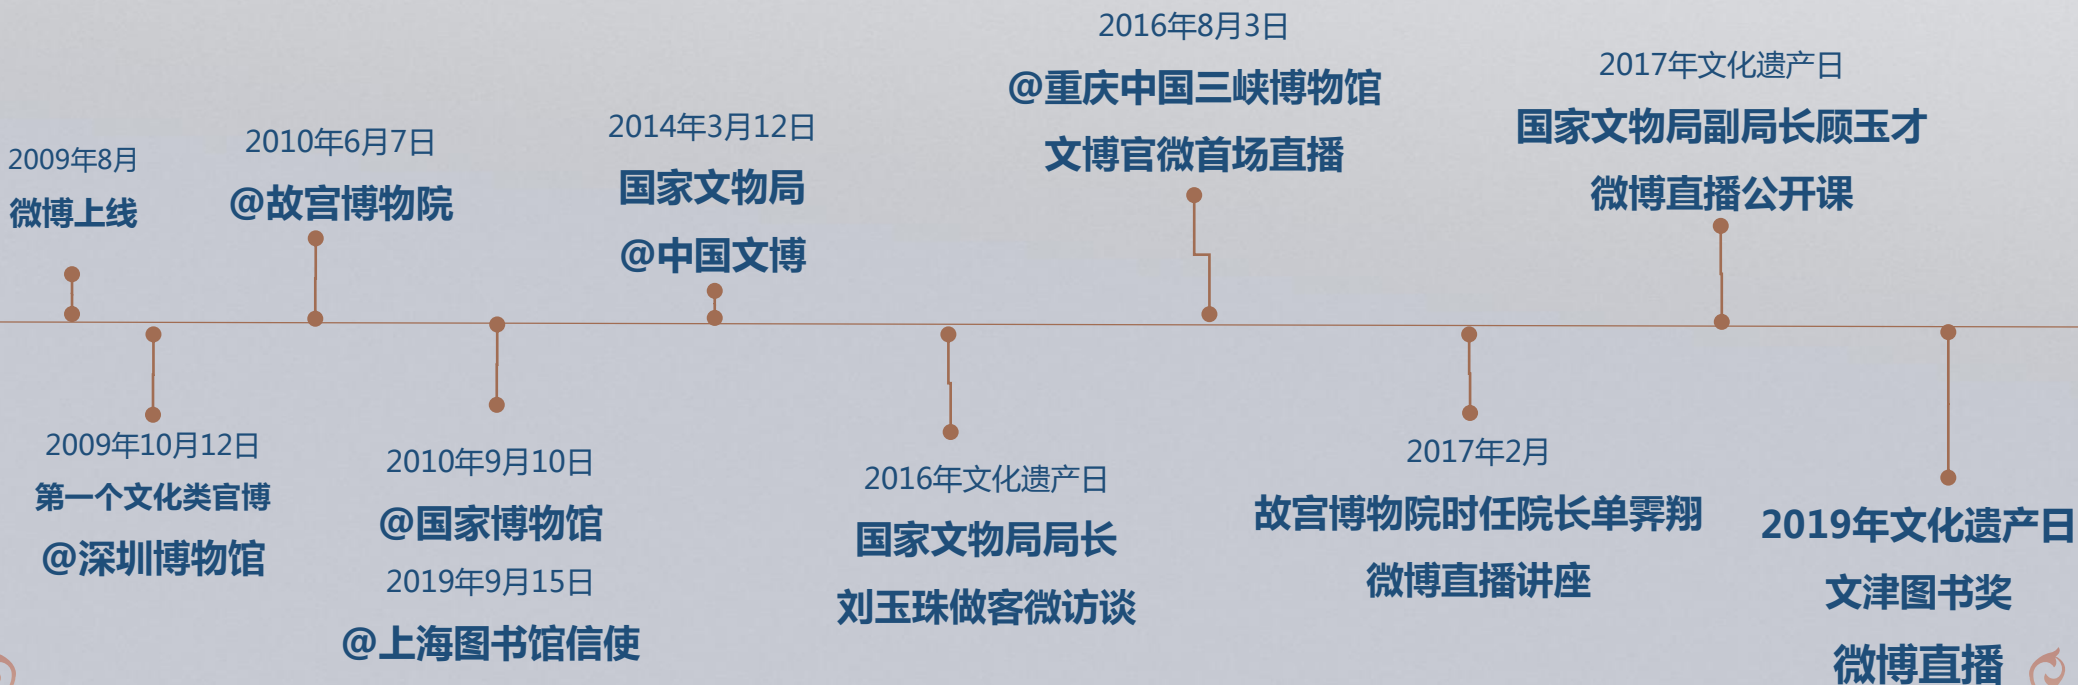 2009年8月
微博上线
2009年10月12日
第一个文化类官博
@深圳博物馆
2010年6月7日
@故宫博物院
2010年9月10日
@国家博物馆
2019年9月15日
@上海图书馆信使
2014年3月12日
国家文物局
@中国文博
2016年文化遗产日
国家文物局局长
刘玉珠做客微访谈
2016年8月3日
@重庆中国三峡博物馆
文博官微首场直播
2017年2月
故宫博物院时任院长单霁翔
微博直播讲座
2017年文化遗产日
国家文物局副局长顾玉才
微博直播公开课
2019年文化遗产日
文津图书奖
微博直播